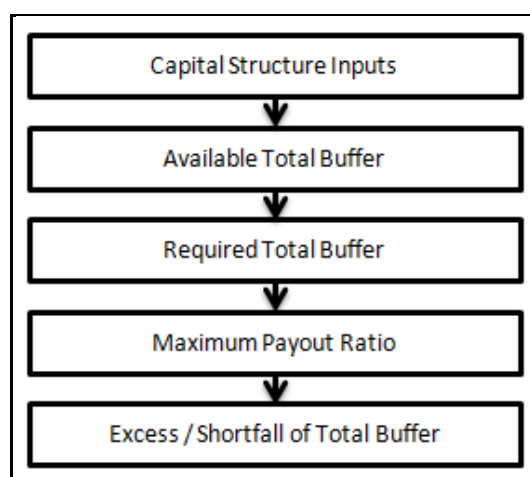 Capital Structure Inputs
Available Total Buffer
Required Total Buffer
Maximum Payout Ratio
Excess / Shortfall of Total Buffer